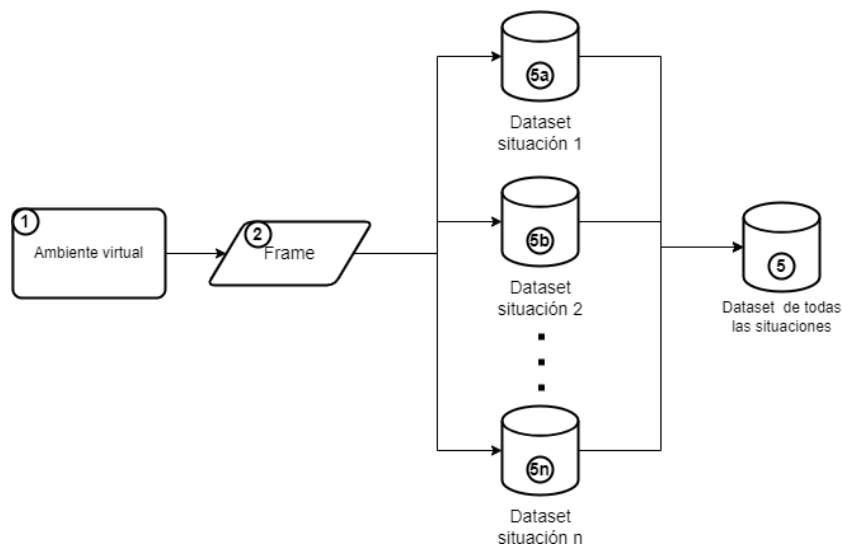 1
Ambiente virtual
2
Frame
5a
Dataset
situación 1
5b
Dataset
situación 2
5n
Dataset
situación n
5
Dataset de todas
las situaciones